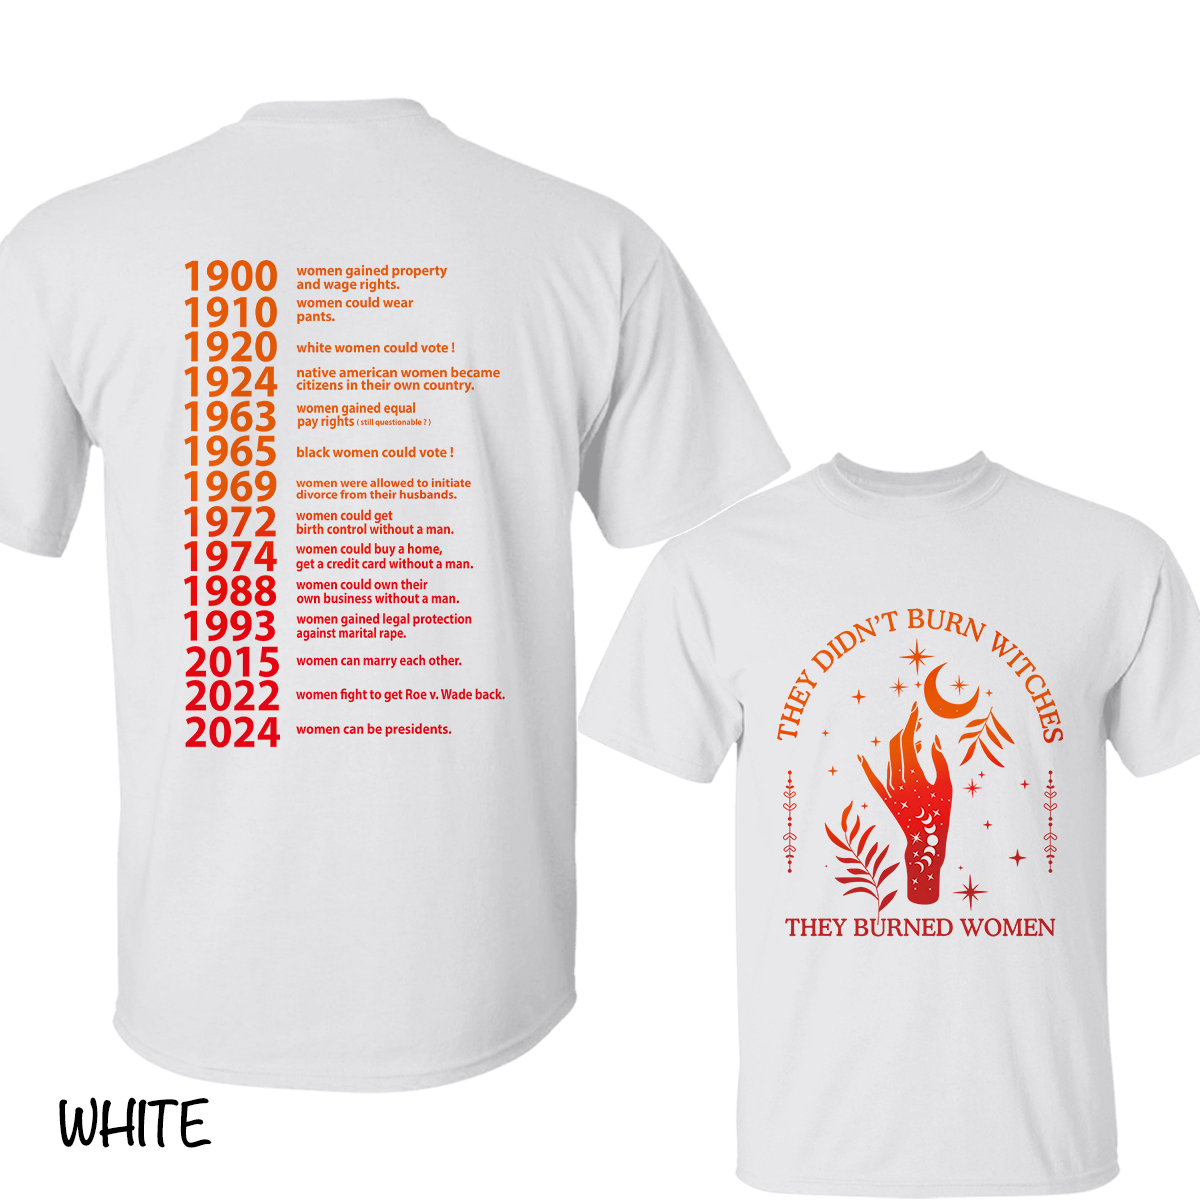 1900 women gained property
and wage rights.
1910 women could wear
pants.
1920 white women could vote !
1924 native american women became
citizens in their own country.
1963 women gained equal
pay rights ( still questionable ? )
1965 black women could vote !
1969 women were allowed to initiate
divorce from their husbands.
1972 women could get
birth control without a man.
1974 women could buy a home,
get a credit card without a man.
1988 women could own their
own business without a man.
1993 women gained legal protection
against marital rape.
2015 women can marry each other.
2022 women fight to get Roe v. Wade back.
2024 women can be presidents.
THEY DIDN'T BURN WITCHES
THEY BURNED WOMEN
WHITE